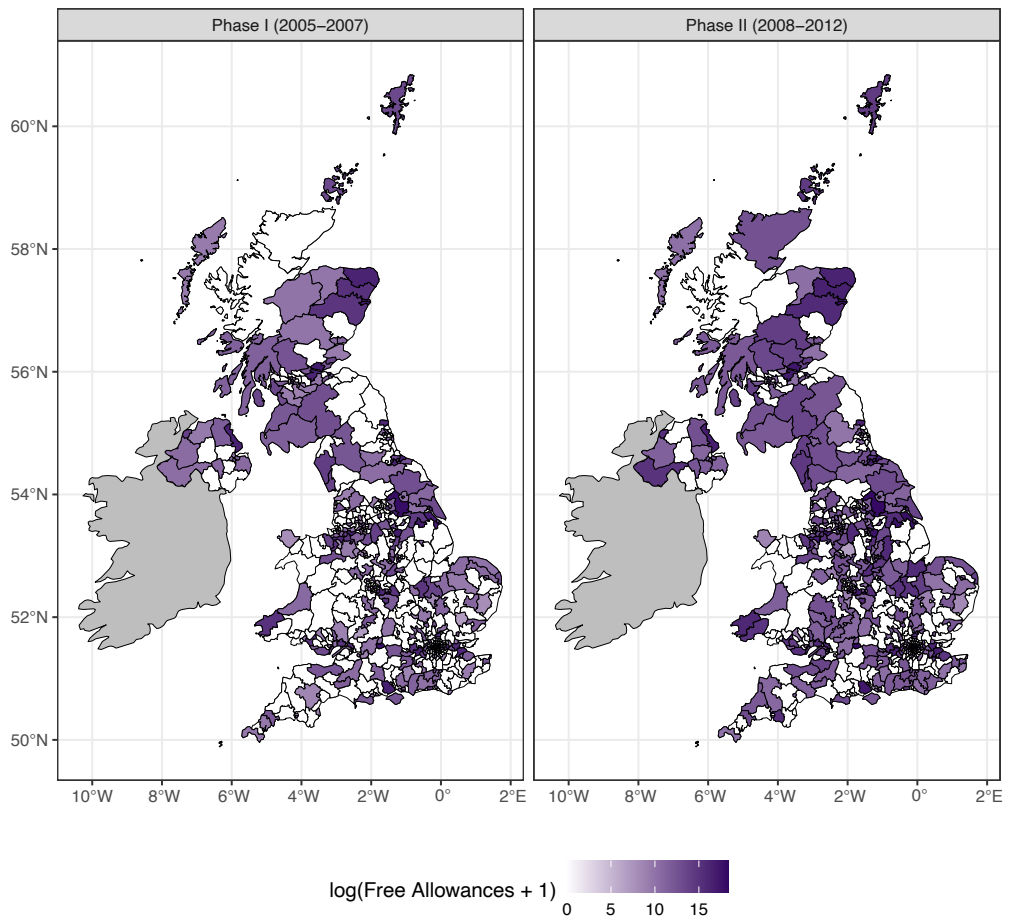 Phase I (2005−2007)
Phase II (2008−2012)
60°N
58°N
56°N
54°N
52°N
50°N
10°W 8°W 6°W 4°W 2°W 0° 2°E
10°W 8°W 6°W 4°W 2°W 0° 2°E
log(Free Allowances + 1)
0 5 10 15